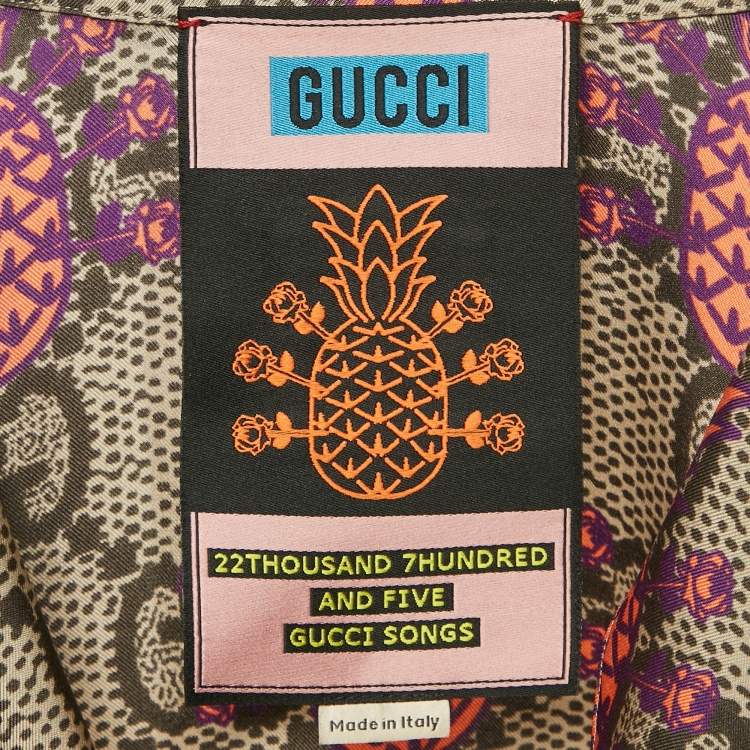 GUCCI
22THOUSAND 7HUNDRED
AND FIVE
GUCCI SONGS
Made in Italy